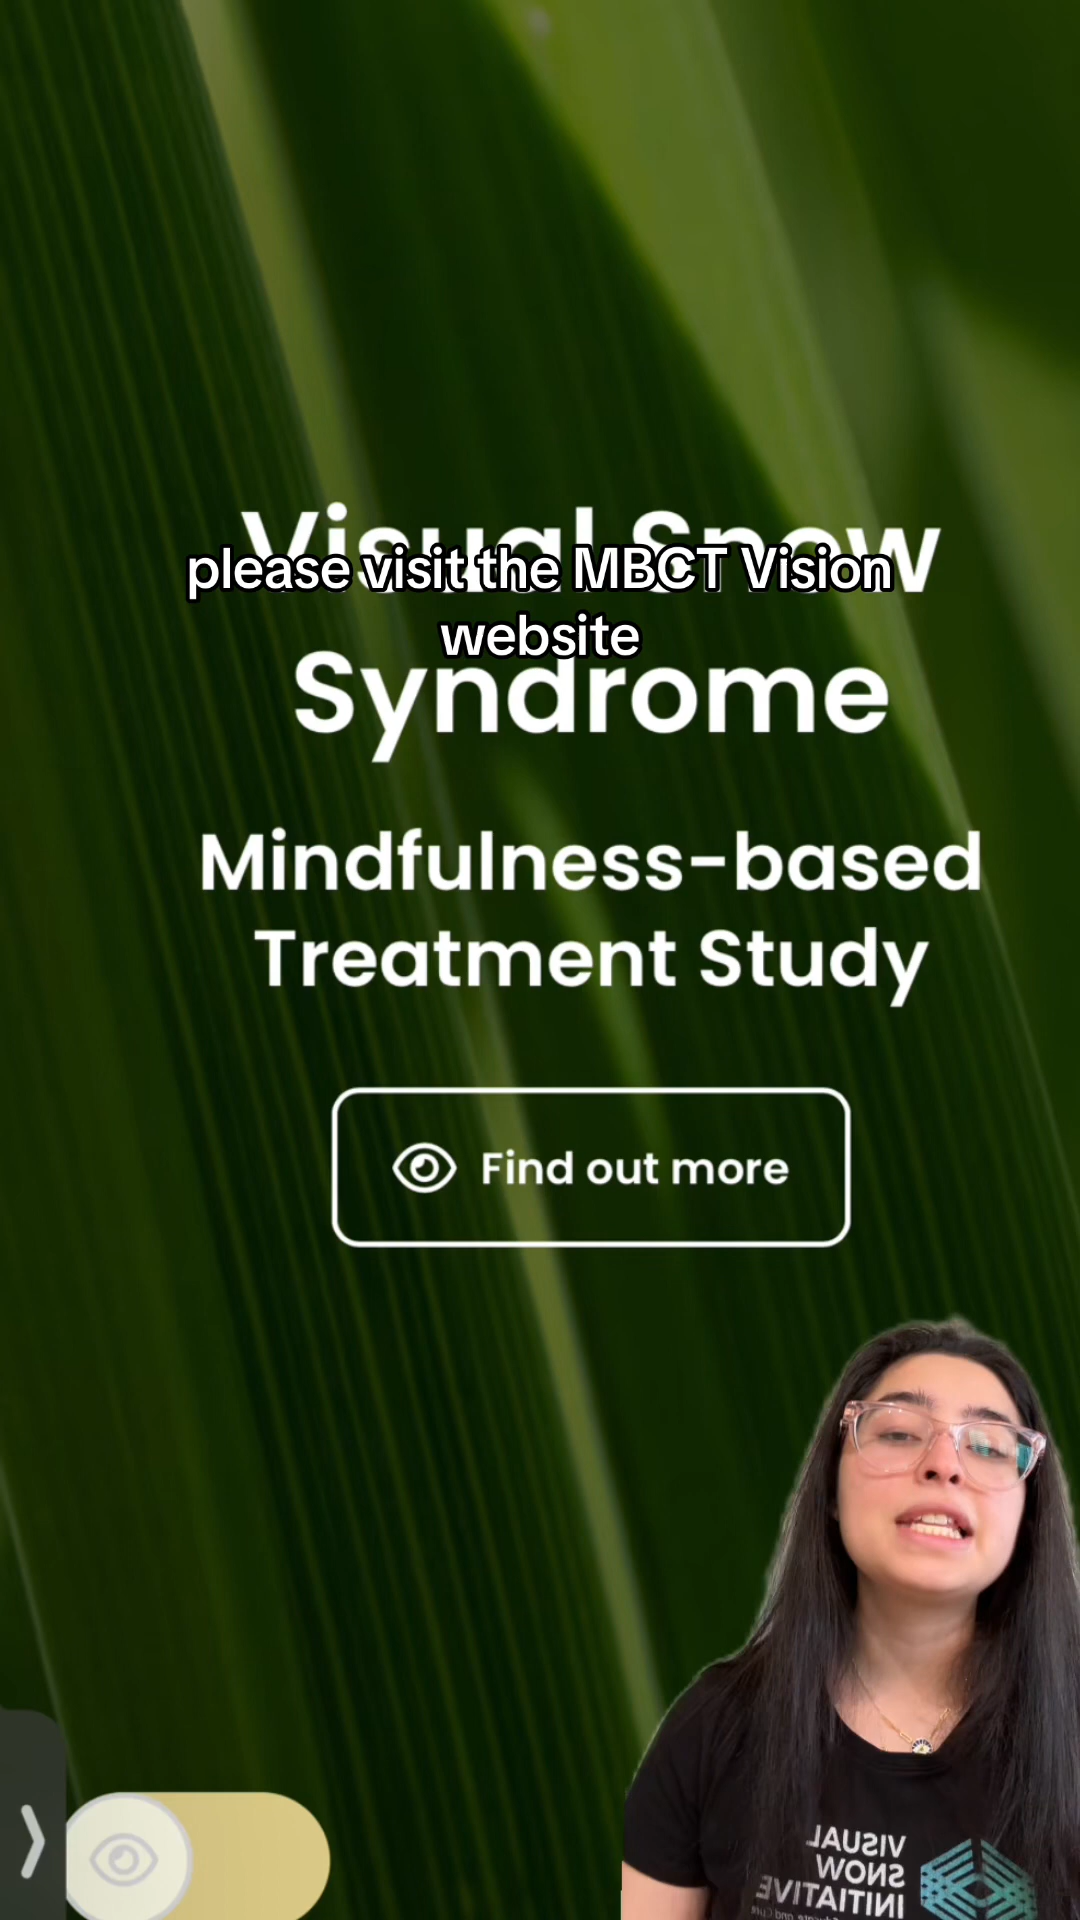 Visual Snow
please visit the MBCT Vision
website
Syndrome
Mindfulness-based
Treatment Study
Find out more
VISUAL
SNOW
INITIATIVE